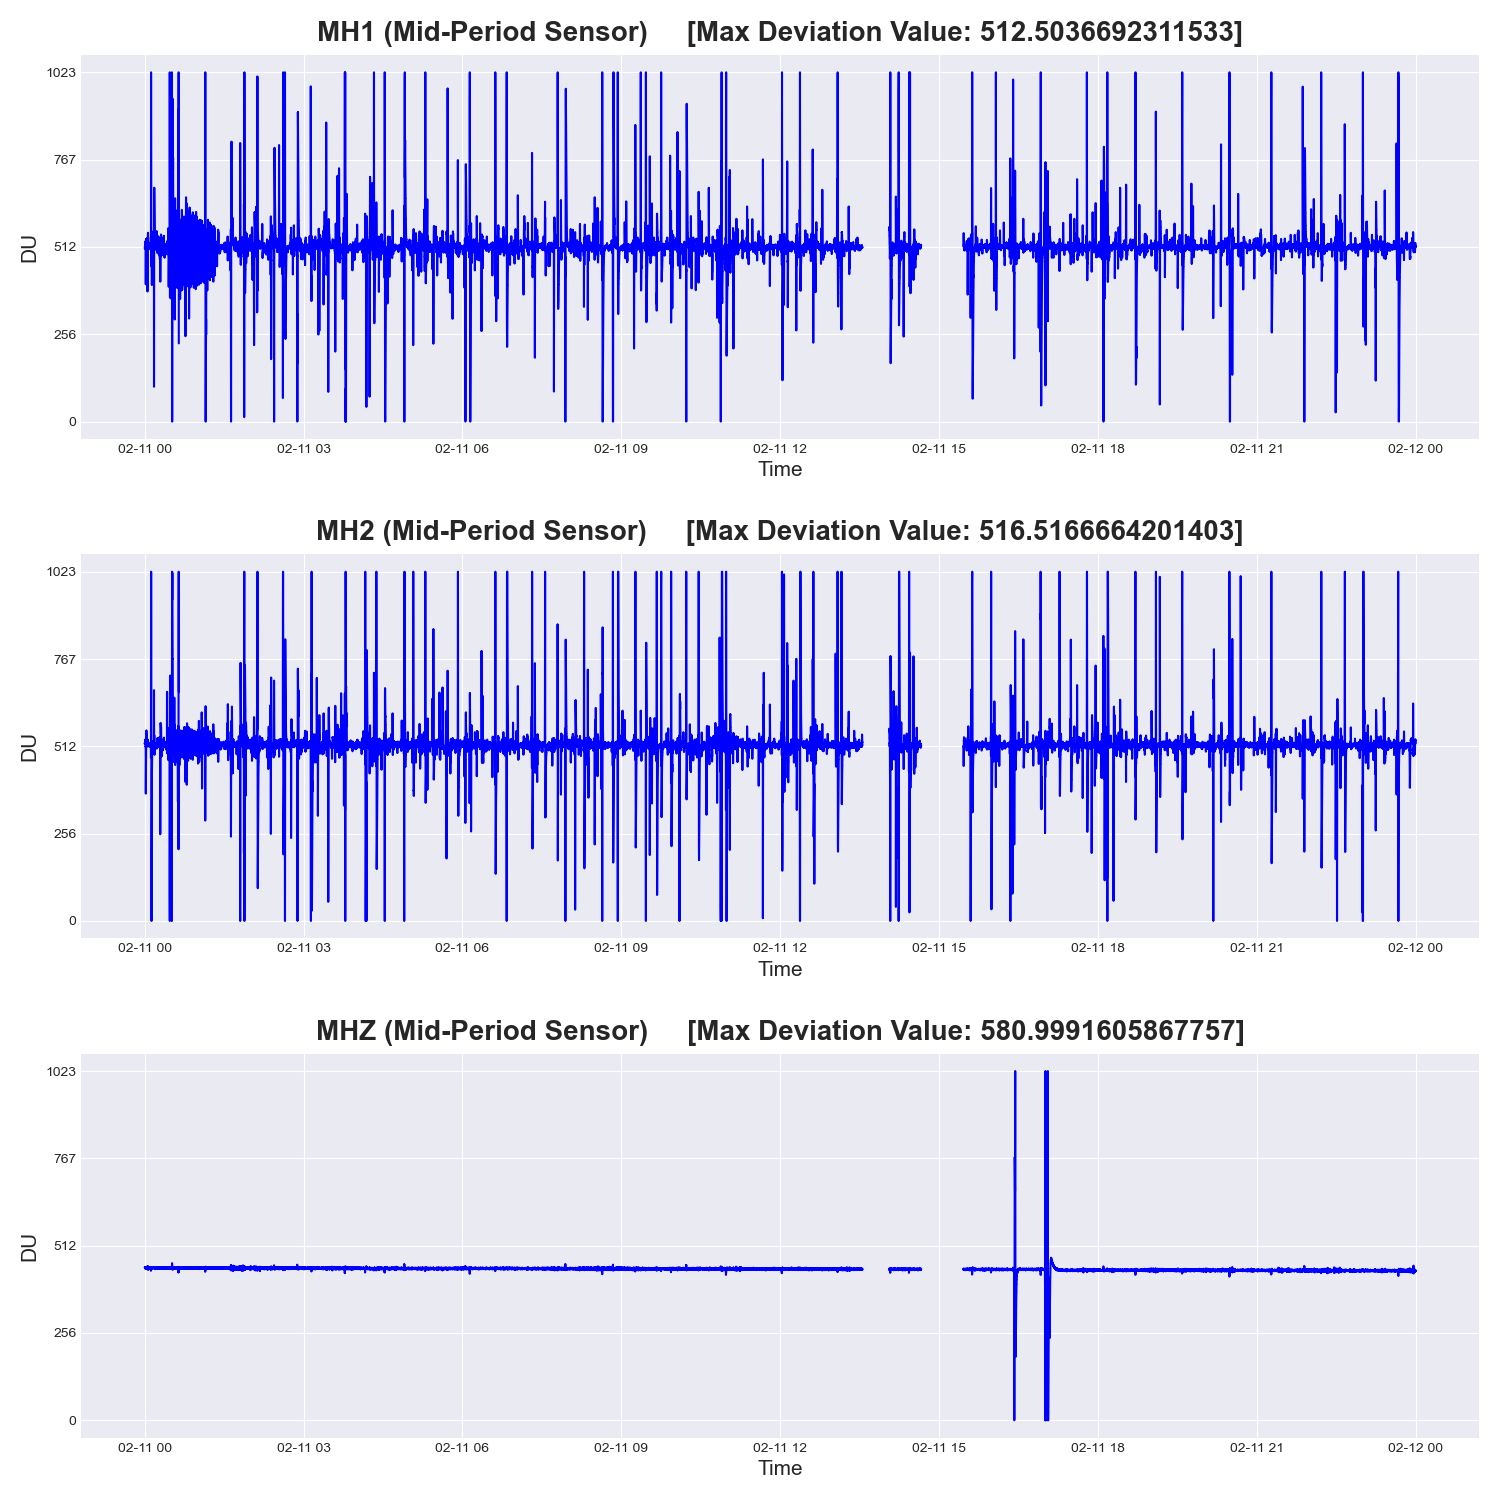 MH1 (Mid-Period Sensor) [Max Deviation Value: 512.5036692311533]
1023
767
512
256
0
DU
02-11 00 02-11 03 02-11 06 02-11 09 02-11 12 02-11 15 02-11 18 02-11 21 02-12 00
Time
MH2 (Mid-Period Sensor) [Max Deviation Value: 516.5166664201403]
1023
767
512
256
0
DU
02-11 00 02-11 03 02-11 06 02-11 09 02-11 12 02-11 15 02-11 18 02-11 21 02-12 00
Time
MHZ (Mid-Period Sensor) [Max Deviation Value: 580.9991605867757]
1023
767
512
256
0
DU
02-11 00 02-11 03 02-11 06 02-11 09 02-11 12 02-11 15 02-11 18 02-11 21 02-12 00
Time